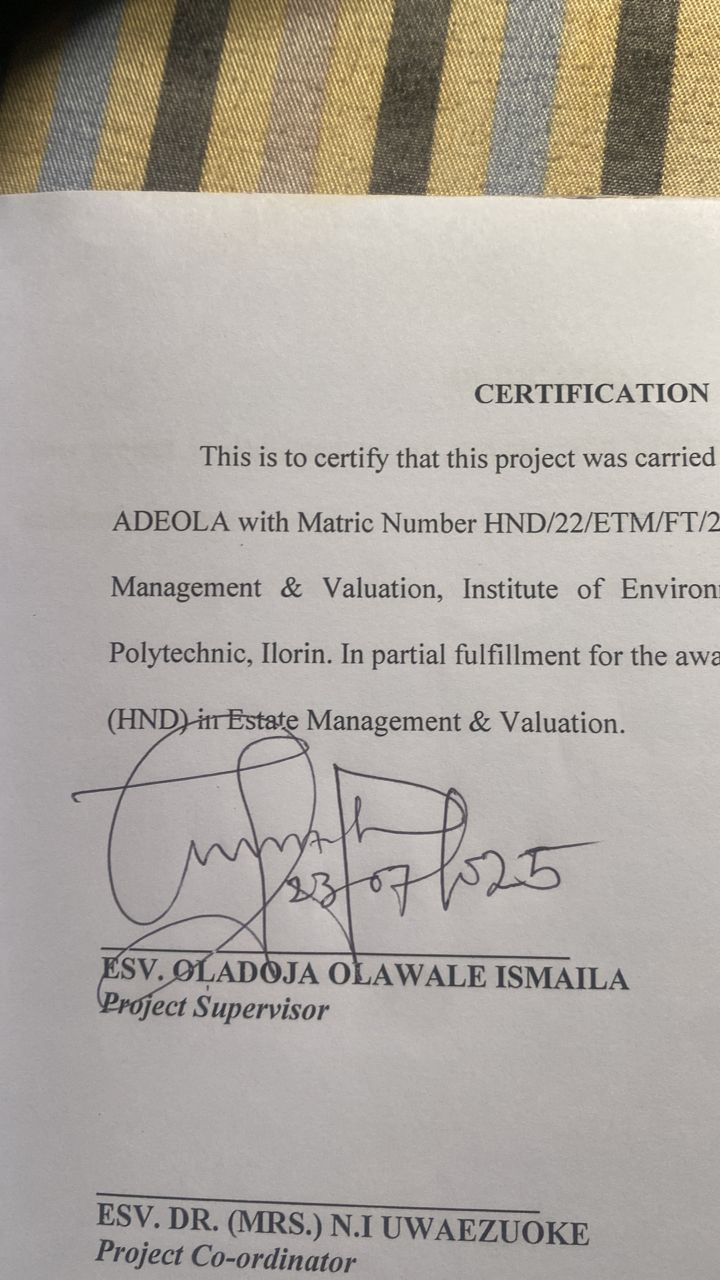 CERTIFICATION
This is to certify that this project was carried
ADEOLA with Matric Number HND/22/ETM/FT/2
Management & Valuation, Institute of Environ
Polytechnic, Ilorin. In partial fulfillment for the awa
(HND) in Estate Management & Valuation.
23/07/2025
ESV. OLADOJA OLAWALE ISMAILA
Project Supervisor
ESV. DR. (MRS.) N.I UWAEZUOKE
Project Co-ordinator